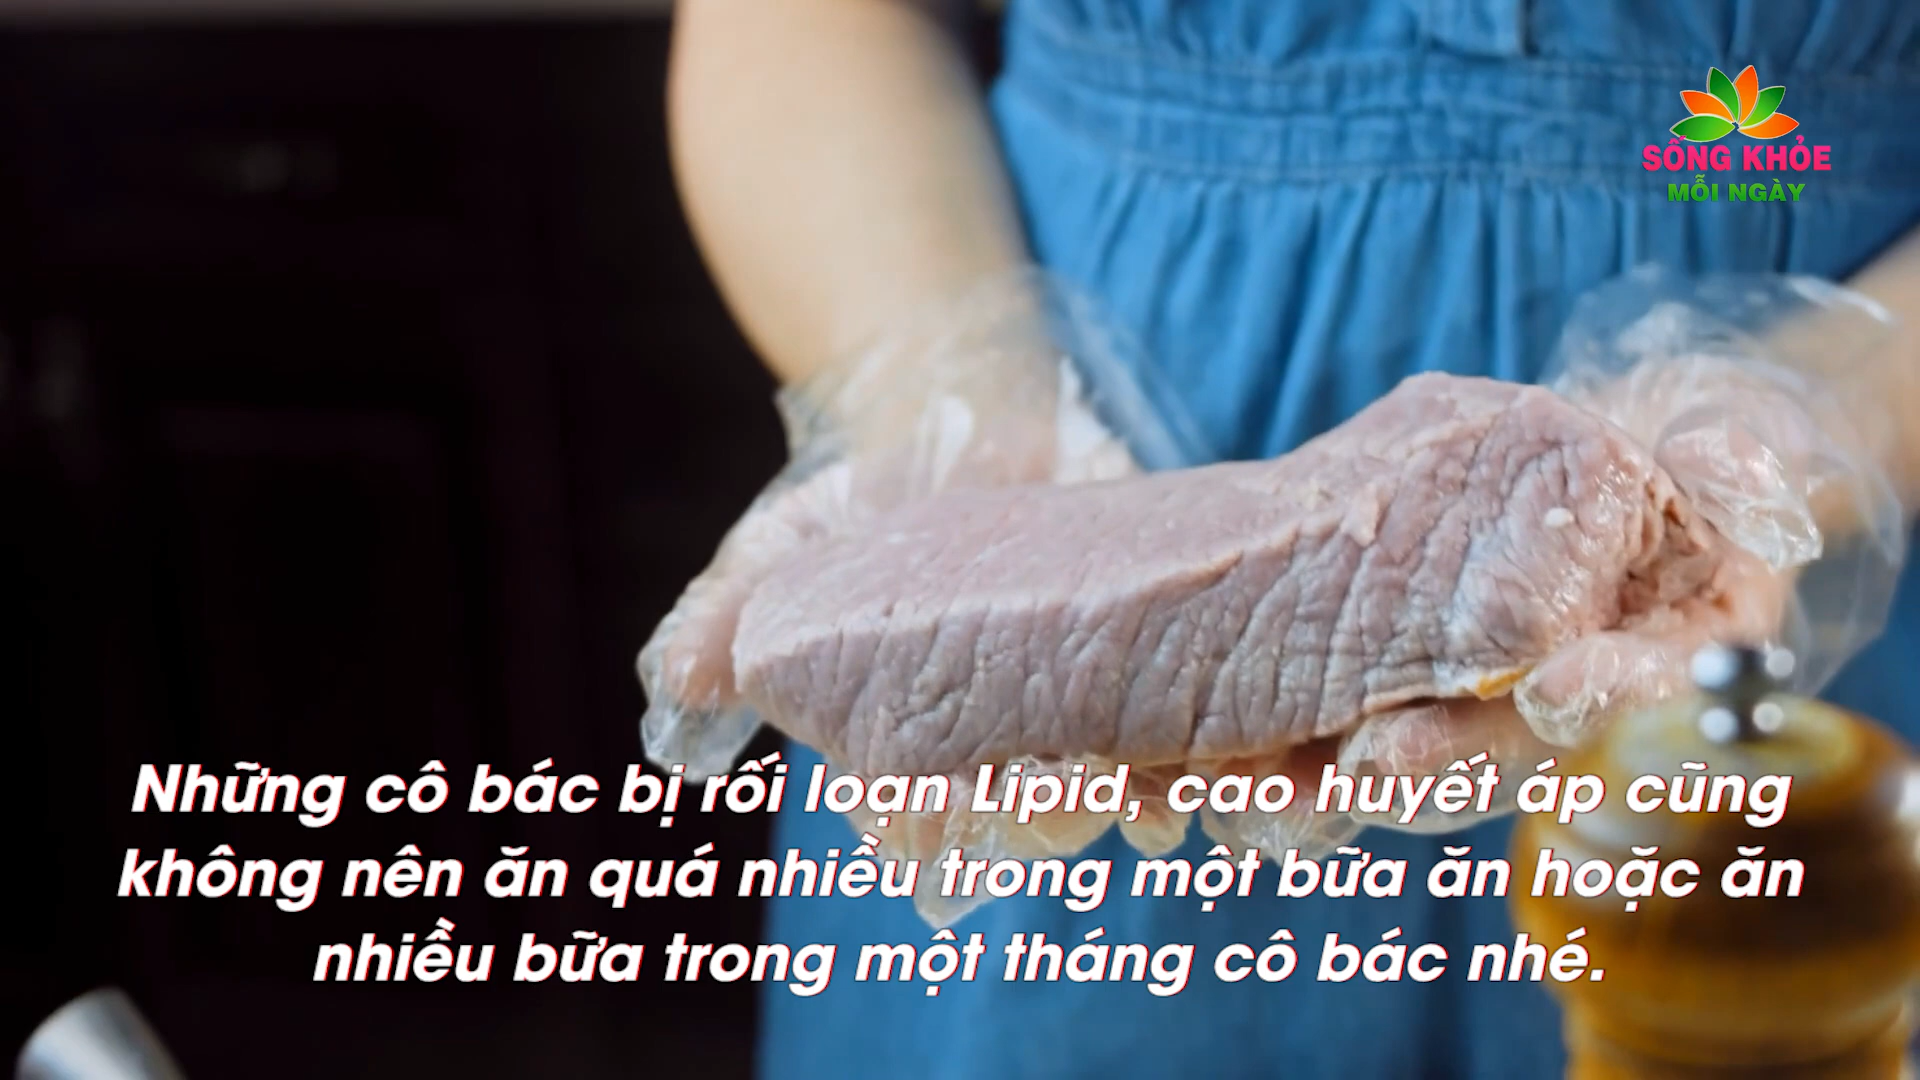 SỐNG KHỎE
MỖI NGÀY
Những cô bác bị rối loạn Lipid, cao huyết áp cũng
không nên ăn quá nhiều trong một bữa ăn hoặc ăn
nhiều bữa trong một tháng cô bác nhé.